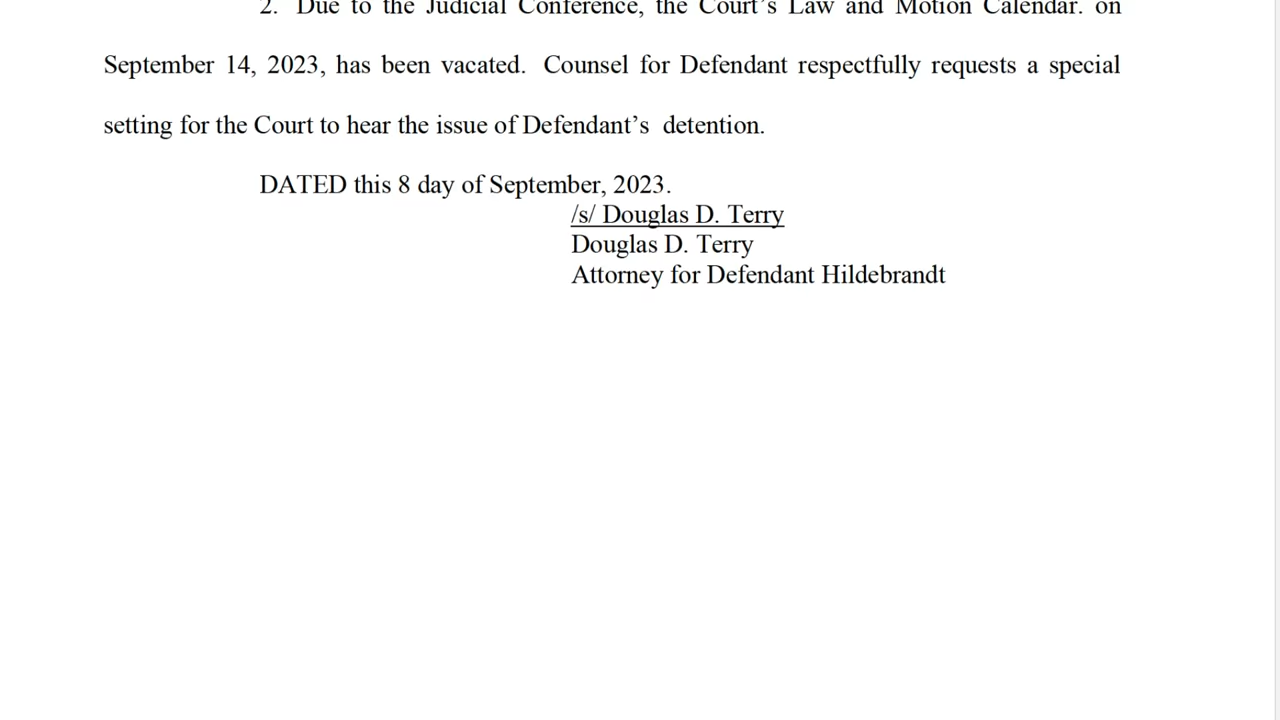 2. Due to the Judicial Conference, the Court's Law and Motion Calendar. on
September 14, 2023, has been vacated. Counsel for Defendant respectfully requests a special
setting for the Court to hear the issue of Defendant’s detention.
DATED this 8 day of September, 2023.
/s/ Douglas D. Terry
Douglas D. Terry
Attorney for Defendant Hildebrandt